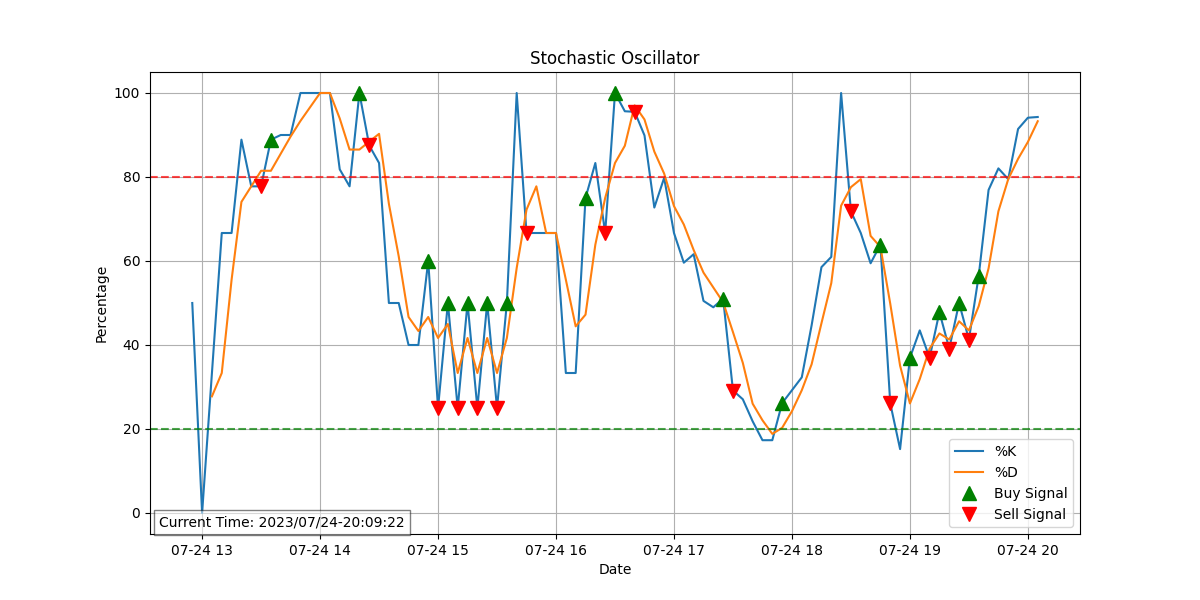 Stochastic Oscillator
Percentage
100
80
60
40
20
0
%K
%D
Buy Signal
Sell Signal
Current Time: 2023/07/24-20:09:22
07-24 13
07-24 14
07-24 15
07-24 16
07-24 17
07-24 18
07-24 19
07-24 20
Date